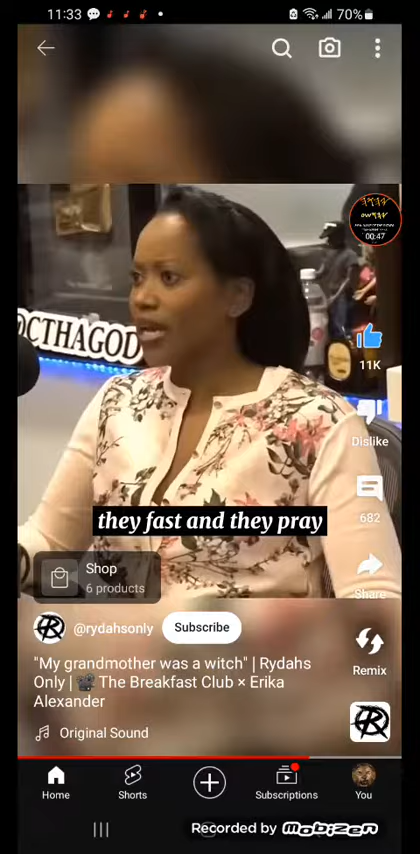 11:33
70%
00:47
CTHAGOD
11K
Dislike
they fast and they pray
682
Shop
6 products
Share
@rydahsonly
Subscribe
"My grandmother was a witch" | Rydahs
Only | 🎥 The Breakfast Club × Erika
Alexander
Remix
Original Sound
Home
Shorts
Subscriptions
You
Recorded by Mobizen